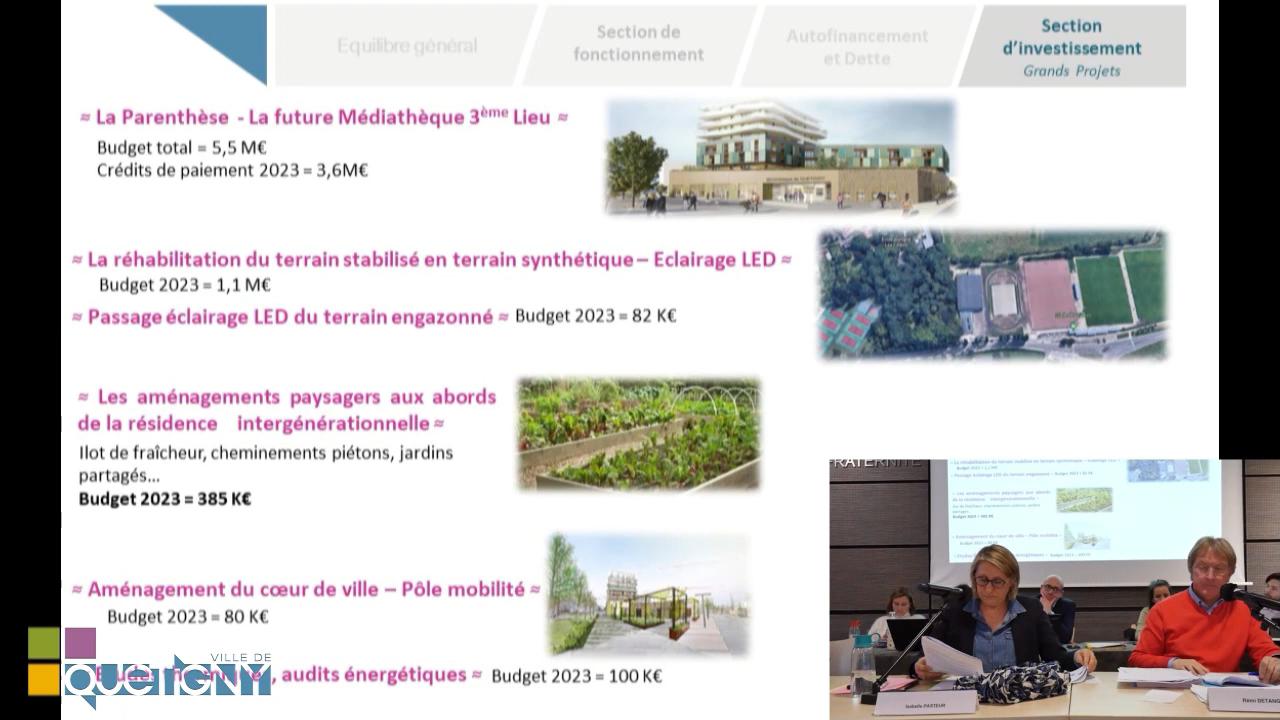 Equilibre général
Section de
fonctionnement
Autofinancement
et Dette
Section
d'investissement
Grands Projets
≈ La Parenthèse - La future Médiathèque 3ème Lieu ≈
Budget total = 5,5 M€
Crédits de paiement 2023 = 3,6M€
≈ La réhabilitation du terrain stabilisé en terrain synthétique – Eclairage LED ≈
Budget 2023 = 1,1 M€
≈ Passage éclairage LED du terrain engazonné ≈ Budget 2023 = 82 K€
≈ Les aménagements paysagers aux abords
de la résidence intergénérationnelle ≈
Ilot de fraîcheur, cheminements piétons, jardins
partagés...
Budget 2023 = 385 K€
≈ Aménagement du cœur de ville – Pôle mobilité ≈
Budget 2023 = 80 K€
, audits énergétiques ≈ Budget 2023 = 100 K€
VILLE DE
QUETIGNY
FRATERNITÉ
Isabelle PASTEUR
Rémi DETANG